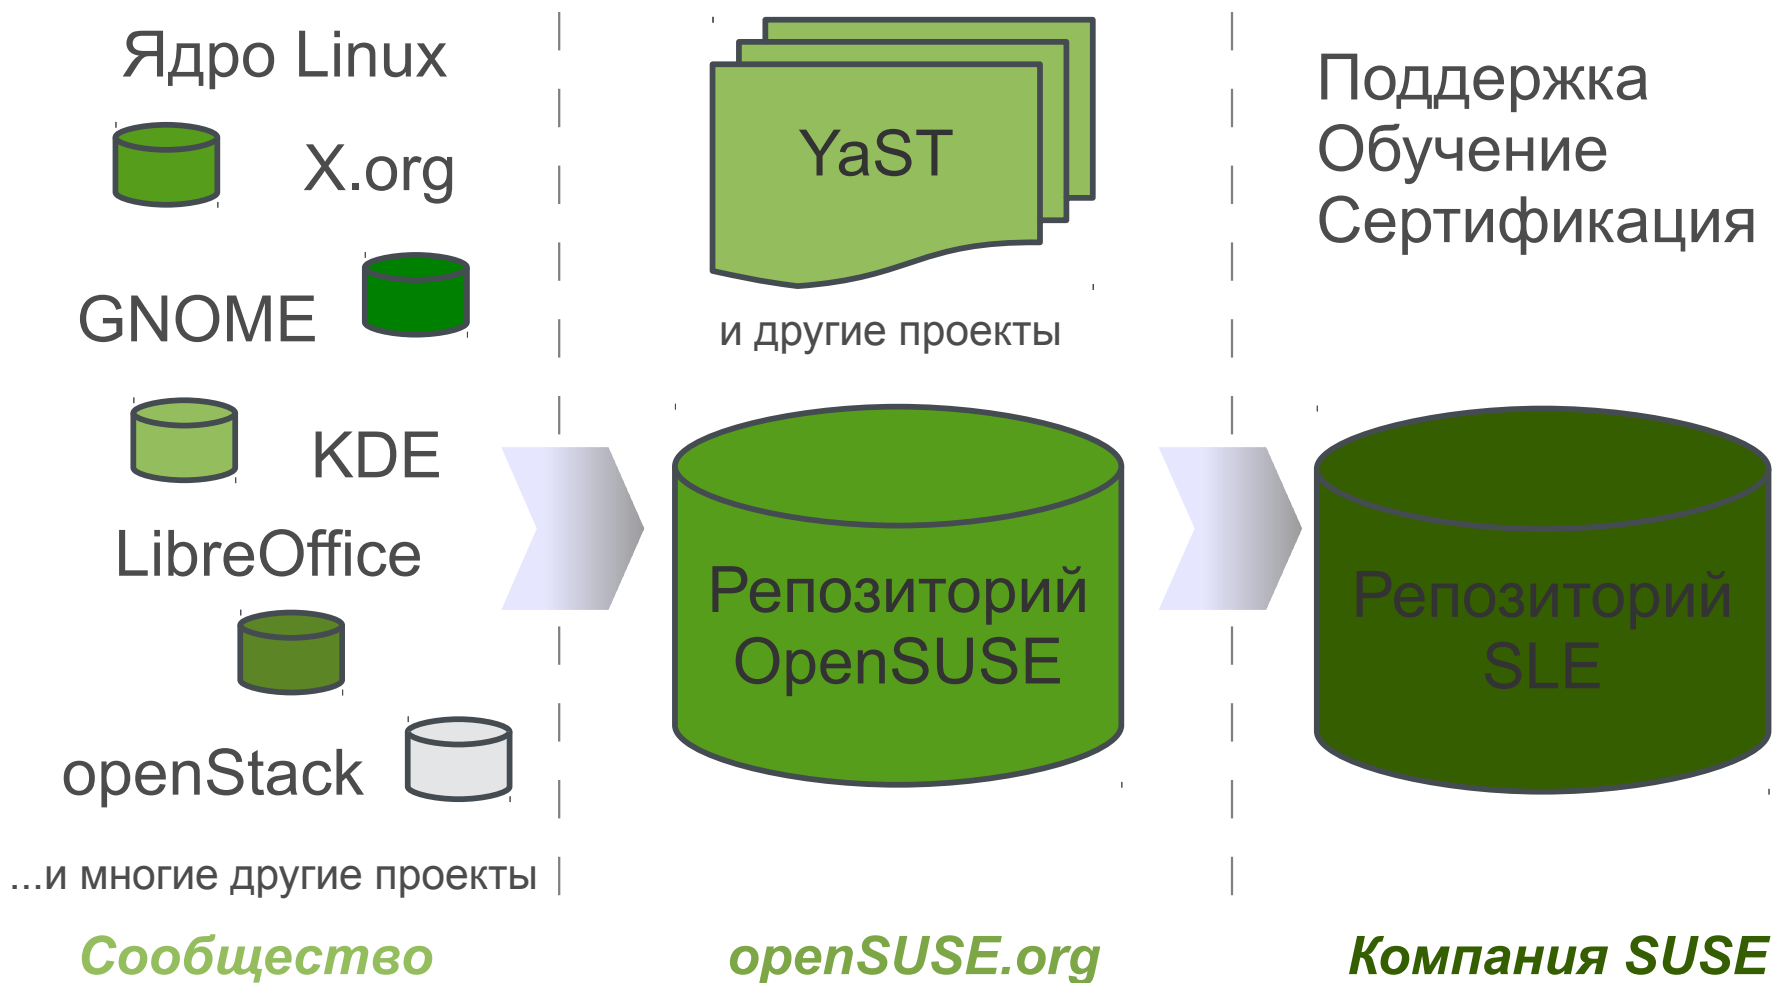 Ядро Linux
X.org
GNOME
KDE
LibreOffice
openStack
...и многие другие проекты
Сообщество
YaST
и другие проекты
Репозиторий
OpenSUSE
openSUSE.org
Поддержка
Обучение
Сертификация
Репозиторий
SLE
Компания SUSE